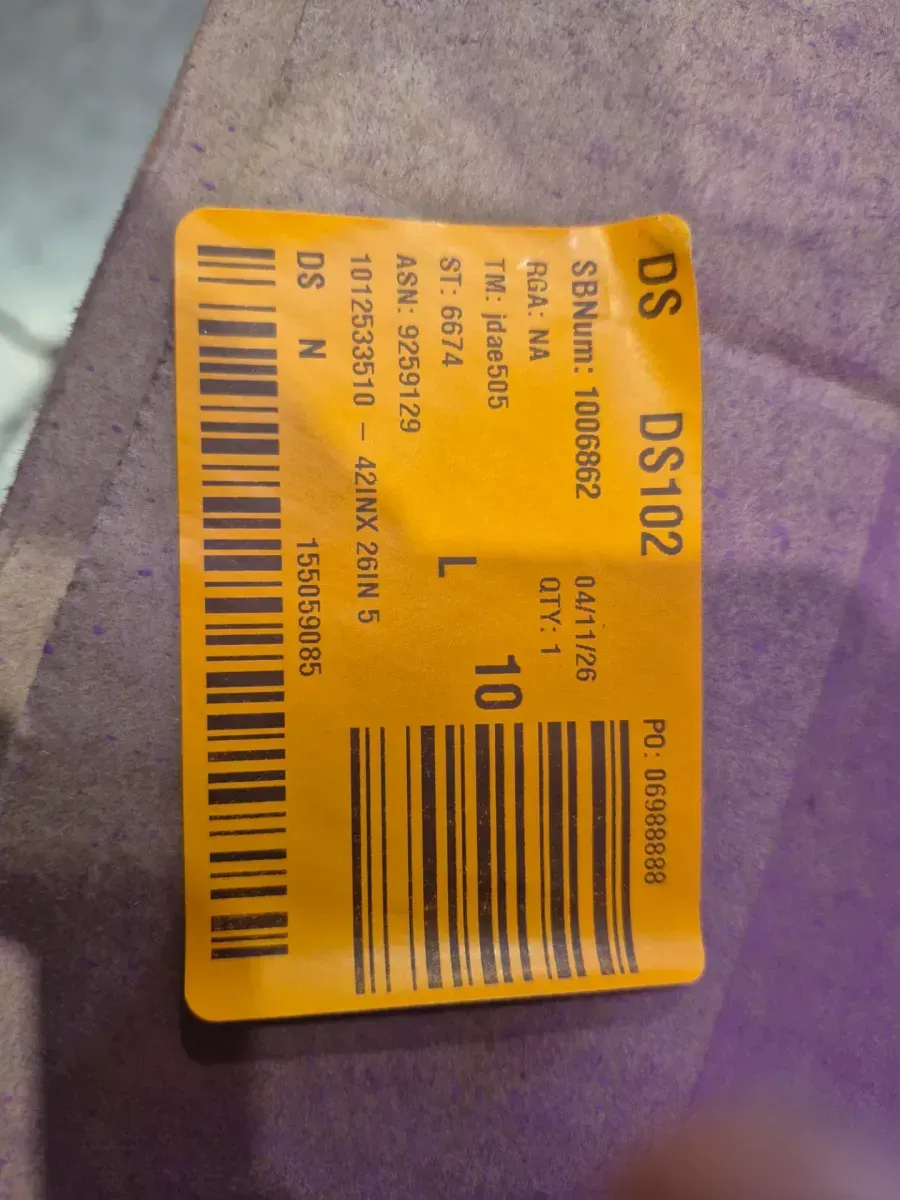 DS DS102 PO: 06988888
SBNum: 1006862 04/11/26
RGA: NA QTY: 1
TM: jdae505 10
ST: 6674 L
ASN: 9259129
1012533510 - 42INX 26IN 5
DS N 155059085